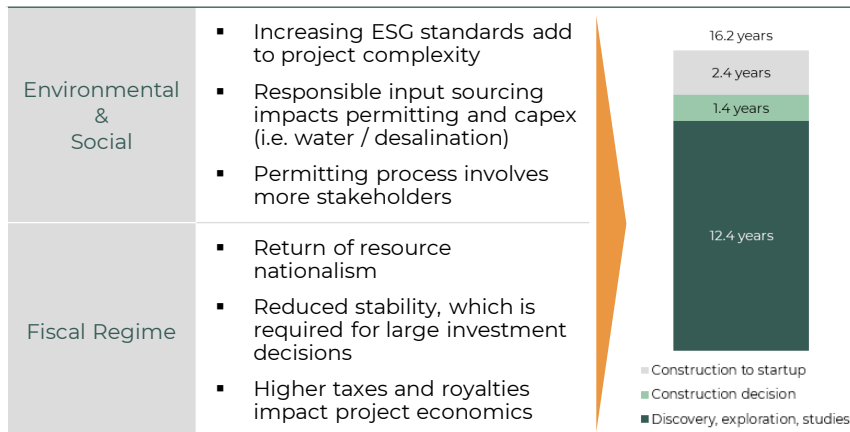 Environmental
&
Social
▪ Increasing ESG standards add
to project complexity
▪ Responsible input sourcing
impacts permitting and capex
(i.e. water / desalination)
▪ Permitting process involves
more stakeholders
Fiscal Regime
▪ Return of resource
nationalism
▪ Reduced stability, which is
required for large investment
decisions
▪ Higher taxes and royalties
impact project economics
16.2 years
2.4 years
1.4 years
12.4 years
Construction to startup
Construction decision
Discovery, exploration, studies